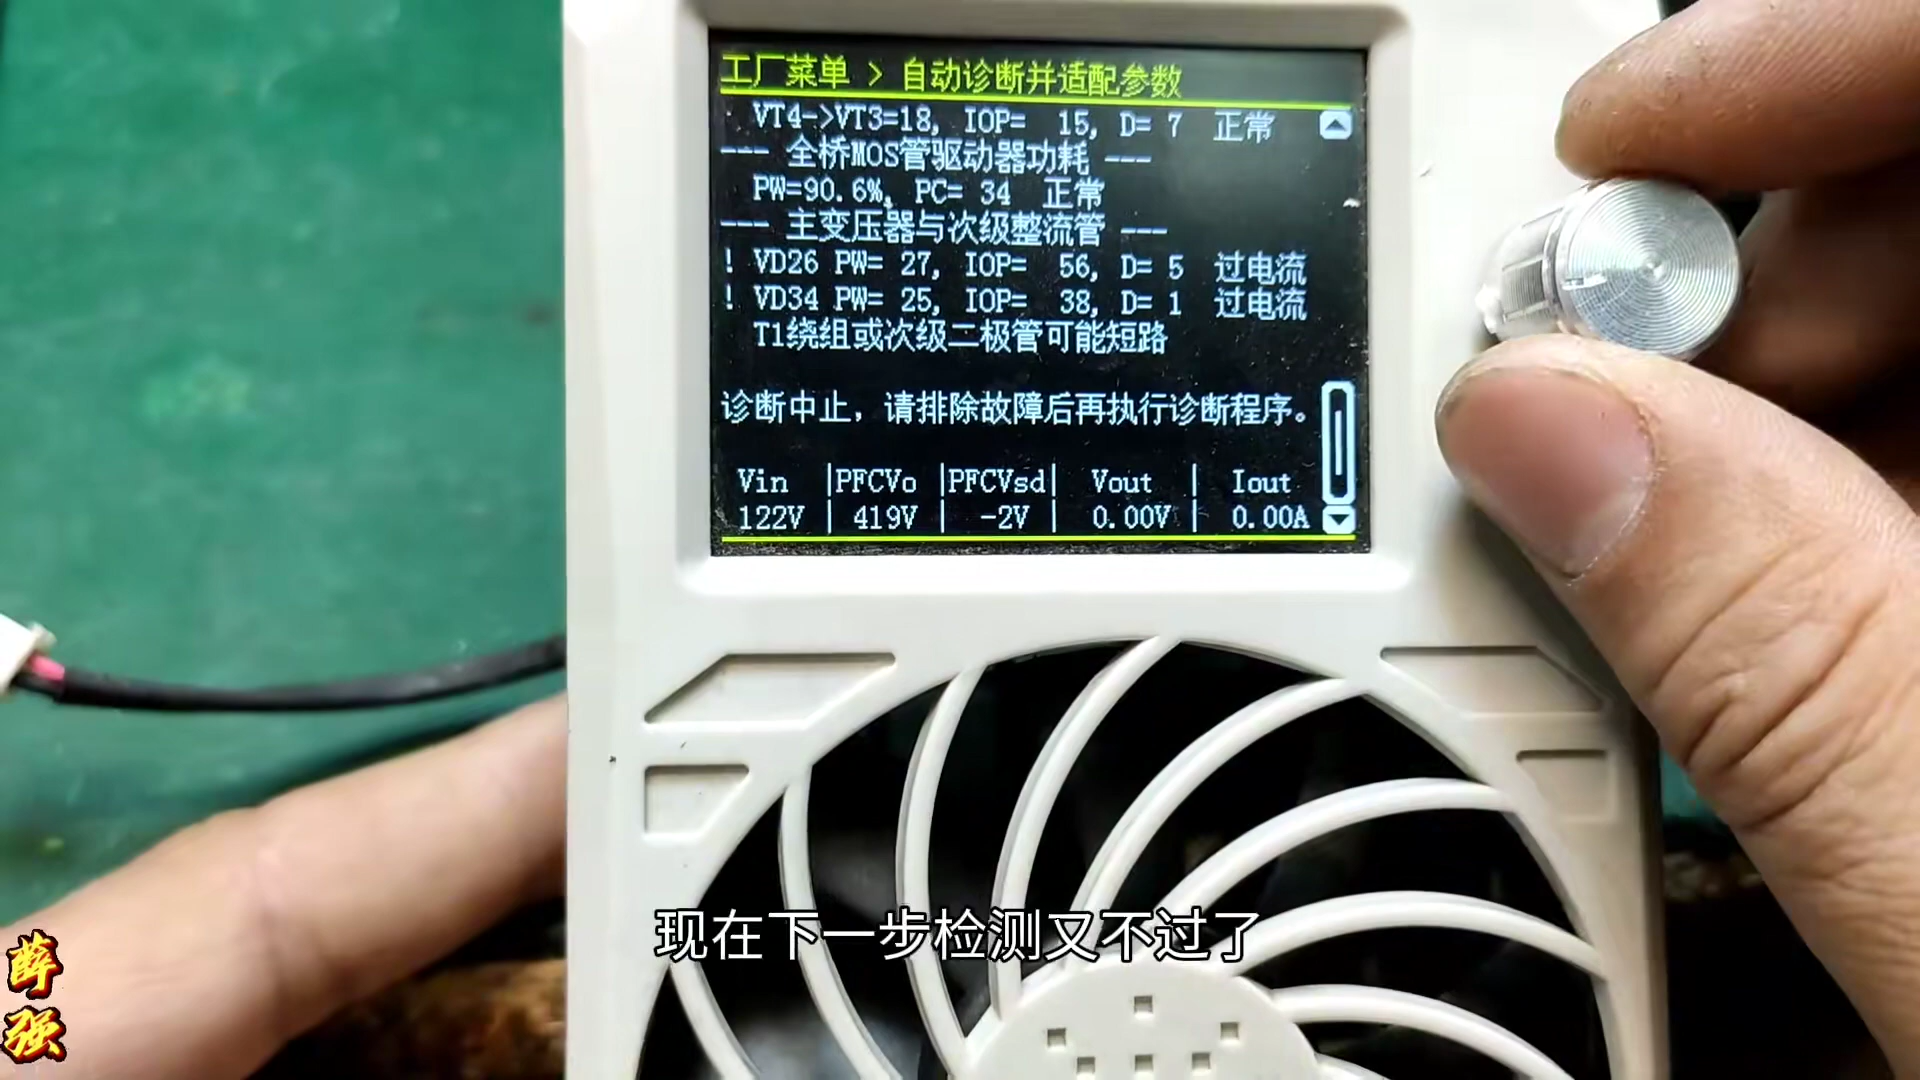 工厂菜单 > 自动诊断并适配参数
VT4->VT3=18, IOP= 15, D= 7 正常
--- 全桥MOS管驱动器功耗 ---
PW=90.6%, PC= 34 正常
--- 主变压器与次级整流管 ---
! VD26 PW= 27, IOP= 56, D= 5 过电流
! VD34 PW= 25, IOP= 38, D= 1 过电流
T1绕组或次级二极管可能短路
诊断中止，请排除故障后再执行诊断程序。
Vin |PFCVo |PFCVsd| Vout | Iout
122V | 419V | -2V | 0.00V | 0.00A
现在下一步检测又不过了
薛强